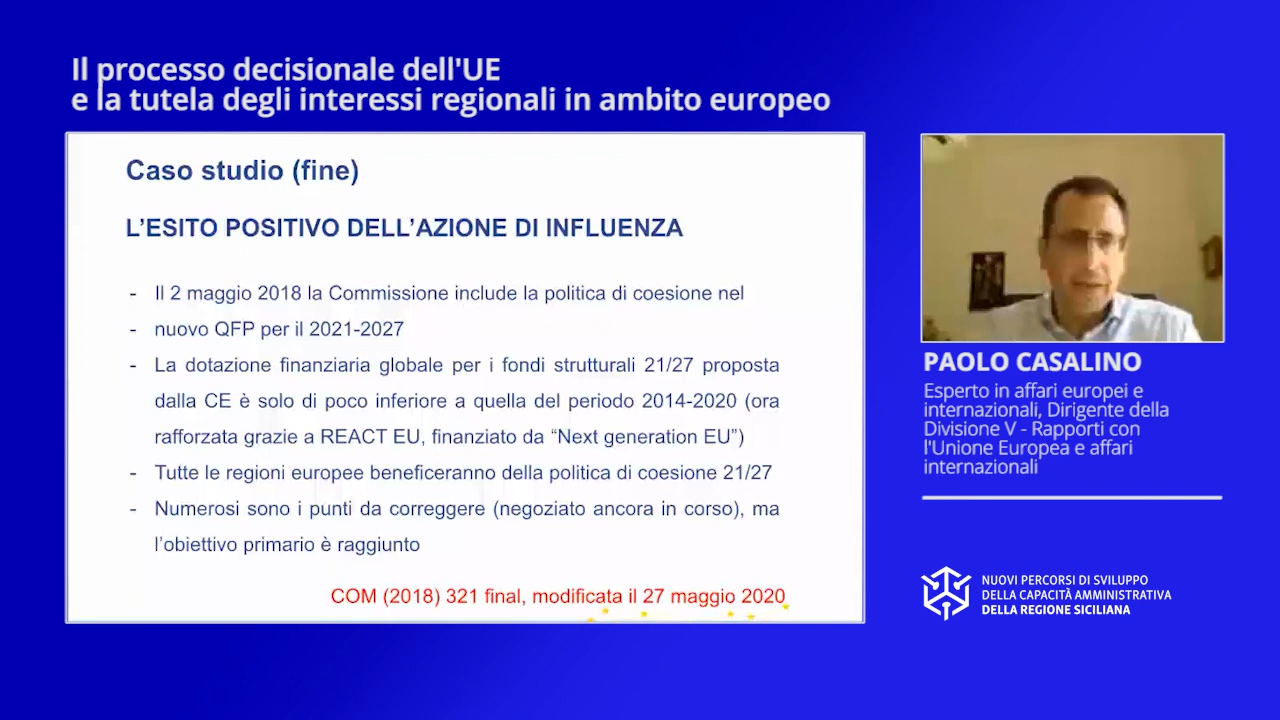 Il processo decisionale dell'UE
e la tutela degli interessi regionali in ambito europeo
Caso studio (fine)
L'ESITO POSITIVO DELL'AZIONE DI INFLUENZA
- Il 2 maggio 2018 la Commissione include la politica di coesione nel
- nuovo QFP per il 2021-2027
- La dotazione finanziaria globale per i fondi strutturali 21/27 proposta
dalla CE è solo di poco inferiore a quella del periodo 2014-2020 (ora
rafforzata grazie a REACT EU, finanziato da “Next generation EU”)
- Tutte le regioni europee beneficeranno della politica di coesione 21/27
- Numerosi sono i punti da correggere (negoziato ancora in corso), ma
l'obiettivo primario è raggiunto
COM (2018) 321 final, modificata il 27 maggio 2020
PAOLO CASALINO
Esperto in affari europei e
internazionali, Dirigente della
Divisione V - Rapporti con
l'Unione Europea e affari
internazionali
NUOVI PERCORSI DI SVILUPPO
DELLA CAPACITÀ AMMINISTRATIVA
DELLA REGIONE SICILIANA